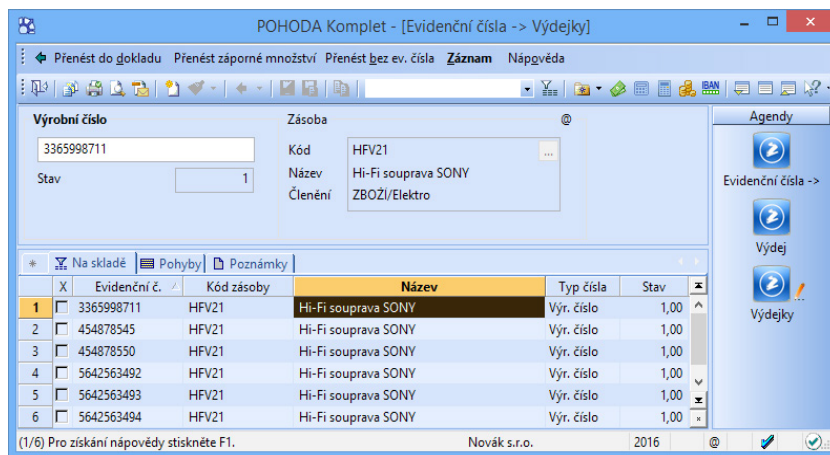 POHODA Komplet - [Evidenční čísla -> Výdejky]
Přenést do dokladu Přenést záporné množství Přenést bez ev. čísla Záznam Nápověda
IBAN
Výrobní číslo Zásoba @ Agendy
3365998711 Kód HFV21 ...
Stav 1 Název Hi-Fi souprava SONY
Členění ZBOŽÍ/Elektro
Evidenční čísla ->
Výdej
Výdejky
* Na skladě Pohyby Poznámky
X Evidenční č. Kód zásoby Název Typ čísla Stav
1 3365998711 HFV21 Hi-Fi souprava SONY Výr. číslo 1,00
2 454878545 HFV21 Hi-Fi souprava SONY Výr. číslo 1,00
3 454878550 HFV21 Hi-Fi souprava SONY Výr. číslo 1,00
4 5642563492 HFV21 Hi-Fi souprava SONY Výr. číslo 1,00
5 5642563493 HFV21 Hi-Fi souprava SONY Výr. číslo 1,00
6 5642563494 HFV21 Hi-Fi souprava SONY Výr. číslo 1,00
(1/6) Pro získání nápovědy stiskněte F1. Novák s.r.o. 2016 @